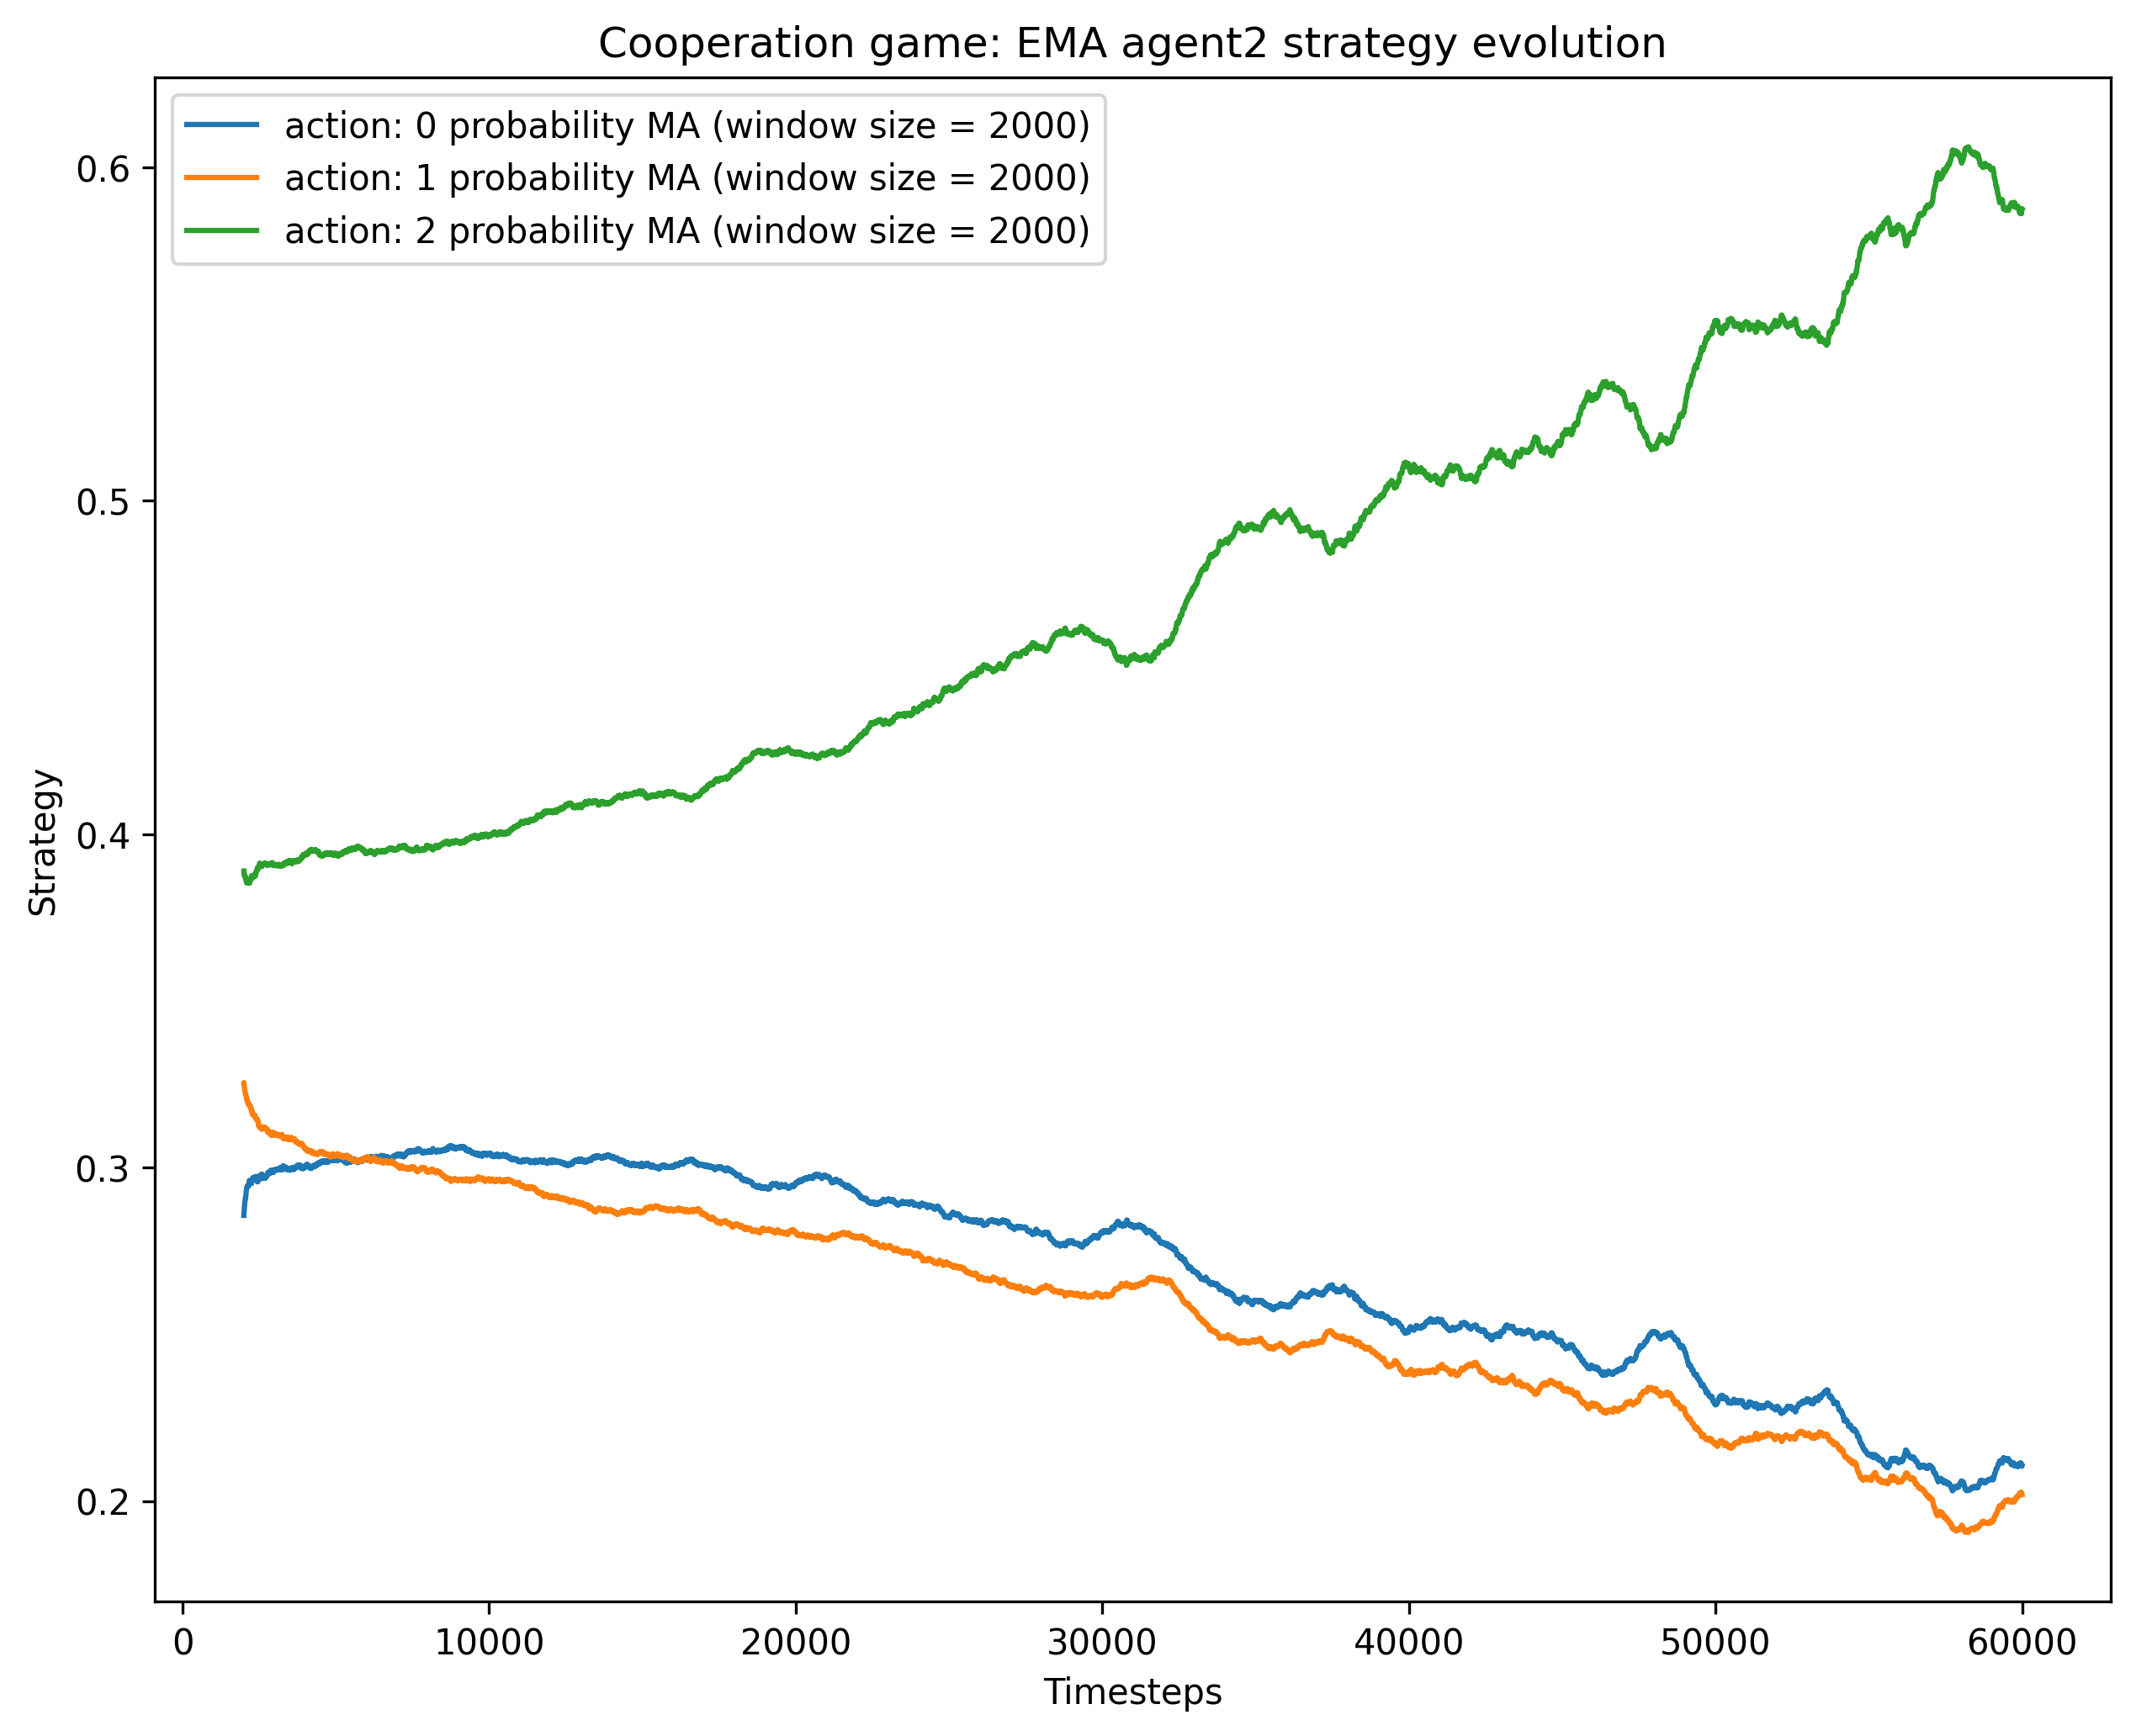 Cooperation game: EMA agent2 strategy evolution
action: 0 probability MA (window size = 2000)
action: 1 probability MA (window size = 2000)
action: 2 probability MA (window size = 2000)
0.6
0.5
0.4
0.3
0.2
Strategy
0 10000 20000 30000 40000 50000 60000
Timesteps